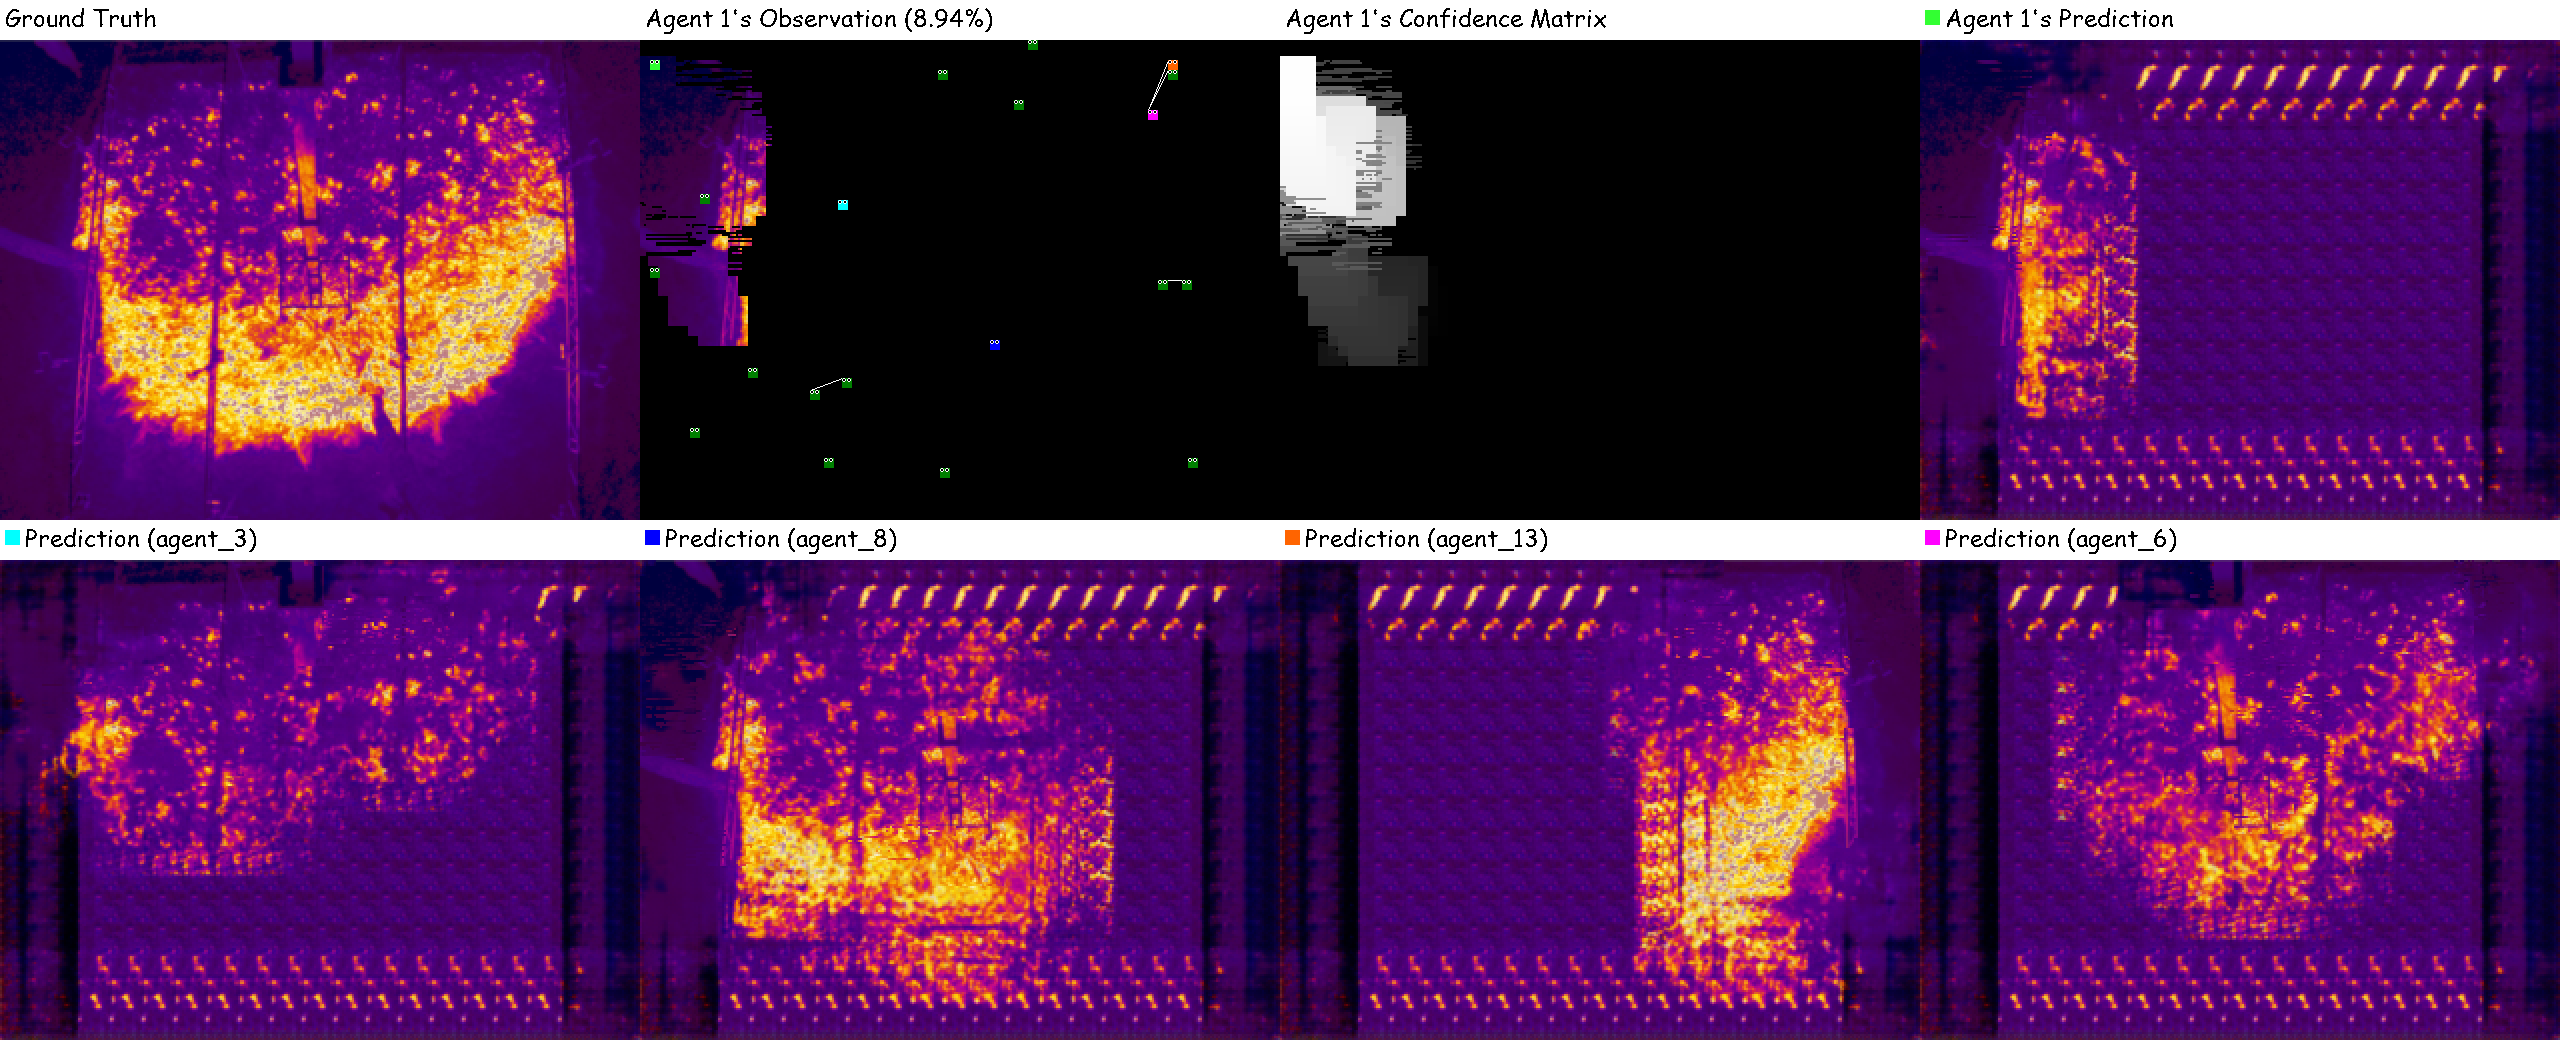 Ground Truth
Agent 1's Observation (8.94%)
Agent 1's Confidence Matrix
Agent 1's Prediction
Prediction (agent_3)
Prediction (agent_8)
Prediction (agent_13)
Prediction (agent_6)